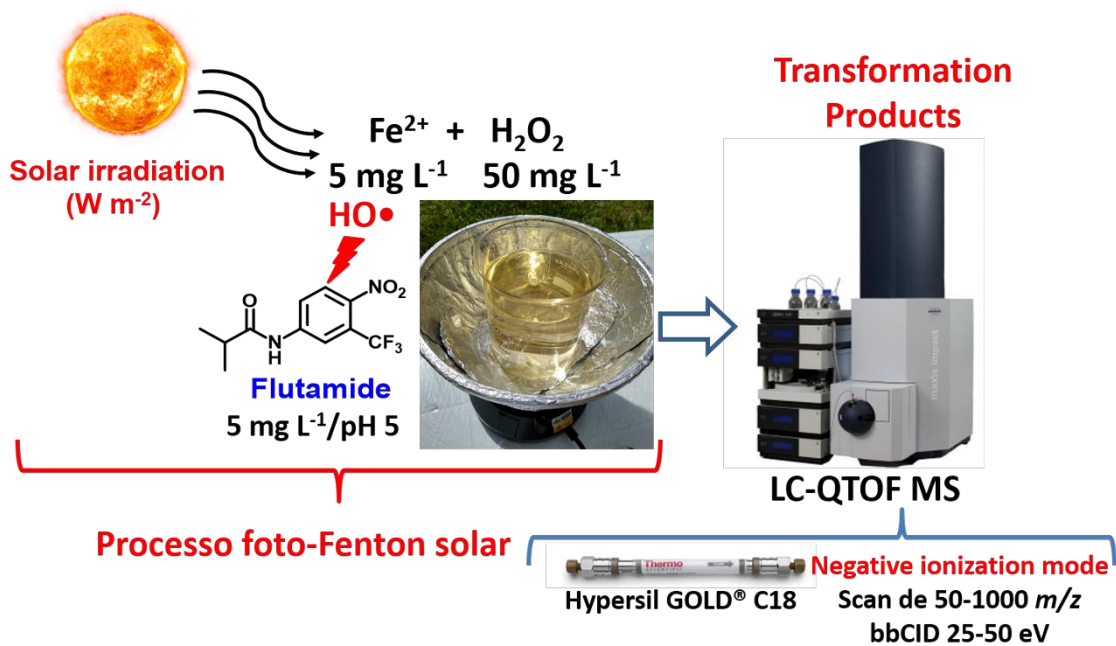 Solar irradiation
(W m⁻²)
Fe²⁺ + H₂O₂
5 mg L⁻¹ 50 mg L⁻¹
HO•
O
NO₂
N
H
CF₃
Flutamide
5 mg L⁻¹/pH 5
Processo foto-Fenton solar
Transformation
Products
maxis impact
LC-QTOF MS
Thermo
SCIENTIFIC
Hypersil GOLD® C18
Negative ionization mode
Scan de 50-1000 m/z
bbCID 25-50 eV